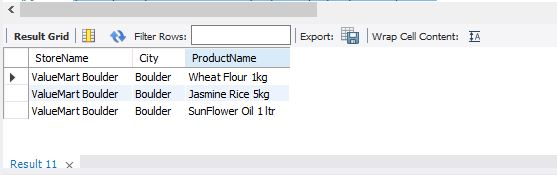 Result Grid Filter Rows: Export: Wrap Cell Content:
StoreName City ProductName
ValueMart Boulder Boulder Wheat Flour 1kg
ValueMart Boulder Boulder Jasmine Rice 5kg
ValueMart Boulder Boulder SunFlower Oil 1 ltr
Result 11